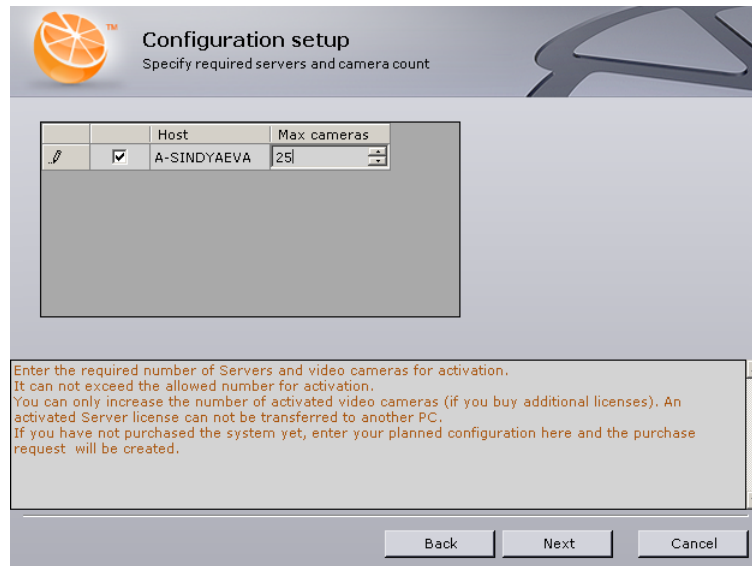 TM
Configuration setup
Specify required servers and camera count
Host Max cameras
A-SINDYAEVA 25
Enter the required number of Servers and video cameras for activation.
It can not exceed the allowed number for activation.
You can only increase the number of activated video cameras (if you buy additional licenses). An
activated Server license can not be transferred to another PC.
If you have not purchased the system yet, enter your planned configuration here and the purchase
request will be created.
Back Next Cancel